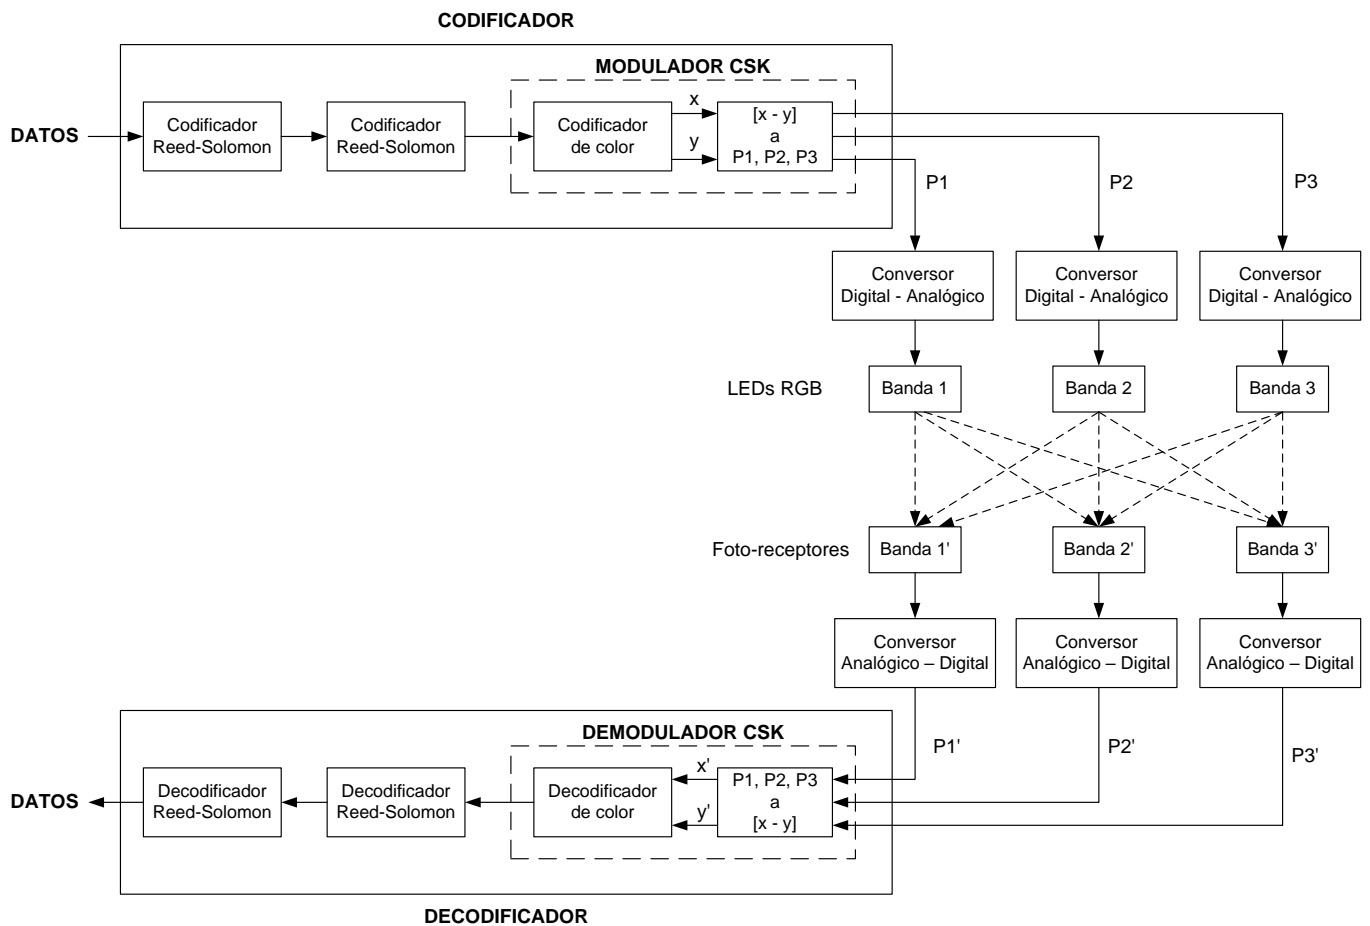 CODIFICADOR
MODULADOR CSK
DATOS
Codificador
Reed-Solomon
Codificador
Reed-Solomon
Codificador
de color
x
y
[x - y]
a
P1, P2, P3
P1
P2
P3
Conversor
Digital - Analógico
Conversor
Digital - Analógico
Conversor
Digital - Analógico
LEDs RGB
Banda 1
Banda 2
Banda 3
Foto-receptores
Banda 1'
Banda 2'
Banda 3'
Conversor
Analógico – Digital
Conversor
Analógico – Digital
Conversor
Analógico – Digital
P1'
P2'
P3'
DEMODULADOR CSK
DATOS
Decodificador
Reed-Solomon
Decodificador
Reed-Solomon
Decodificador
de color
x'
y'
P1, P2, P3
a
[x - y]
DECODIFICADOR